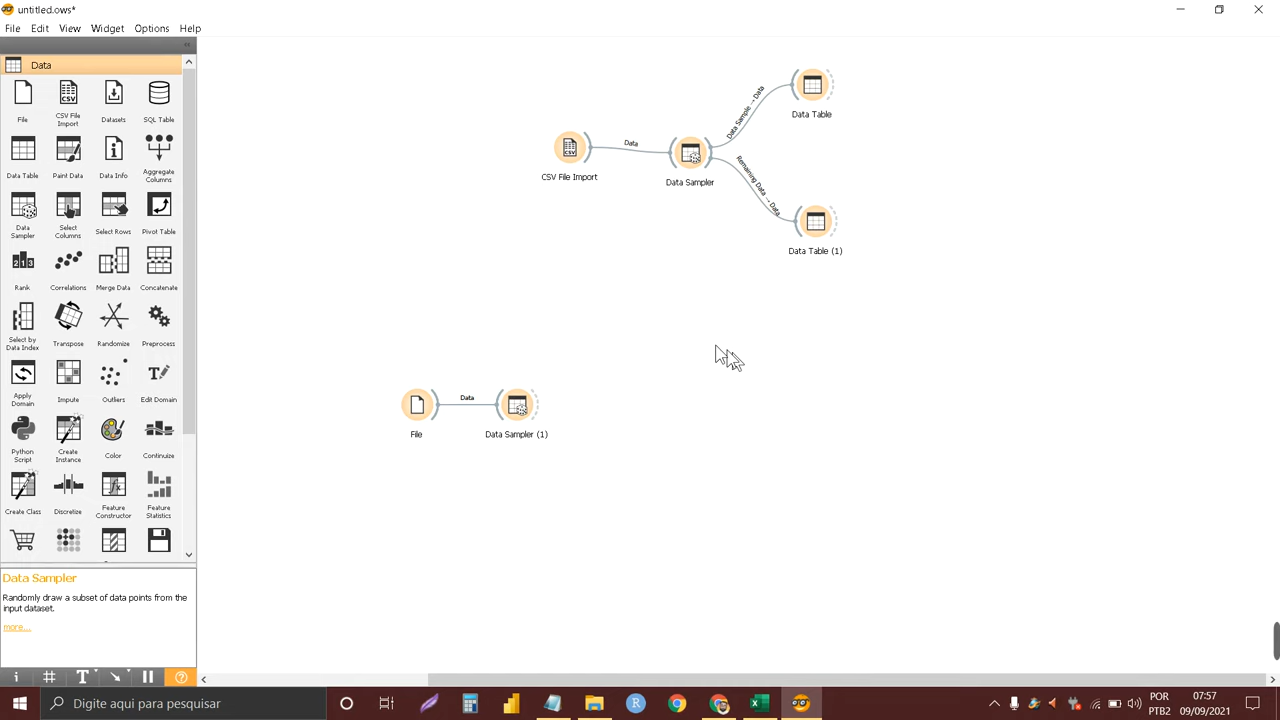 untitled.ows*
File Edit View Widget Options Help
Data
File
CSV File
Import
Datasets
SQL Table
Data Table
Paint Data
Data Info
Aggregate
Columns
Data
Sampler
Select
Columns
Select Rows
Pivot Table
Rank
Correlations
Merge Data
Concatenate
Select by
Data Index
Transpose
Randomize
Preprocess
Apply
Domain
Impute
Outliers
Edit Domain
Python
Script
Create
Instance
Color
Continuize
Create Class
Discretize
Feature
Constructor
Feature
Statistics
Data Sampler
Randomly draw a subset of data points from the
input dataset.
more...
CSV File Import
Data
Data Sampler
Data Sample → Data
Data Table
Remaining Data → Data
Data Table (1)
File
Data
Data Sampler (1)
Digite aqui para pesquisar
POR
PTB2
07:57
09/09/2021